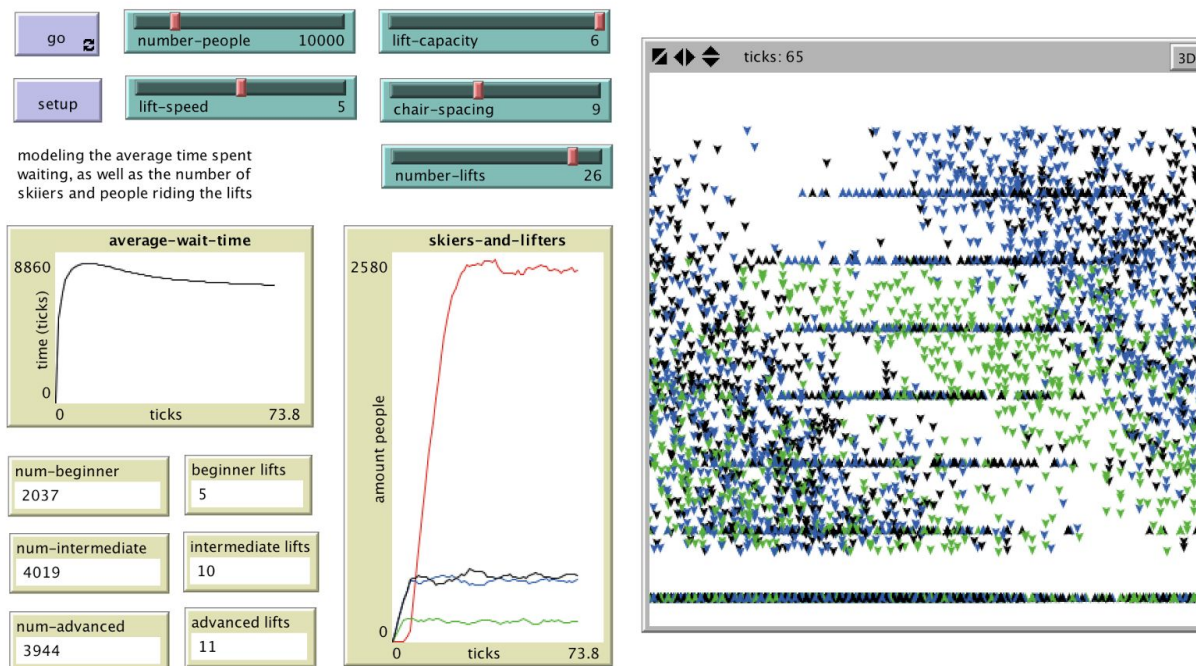 go
number-people 10000
lift-capacity 6
setup
lift-speed 5
chair-spacing 9
number-lifts 26
modeling the average time spent
waiting, as well as the number of
skiiers and people riding the lifts
ticks: 65
3D
average-wait-time
8860
time (ticks)
0
0 ticks 73.8
skiers-and-lifters
2580
amount people
0
0 ticks 73.8
num-beginner
2037
beginner lifts
5
num-intermediate
4019
intermediate lifts
10
num-advanced
3944
advanced lifts
11